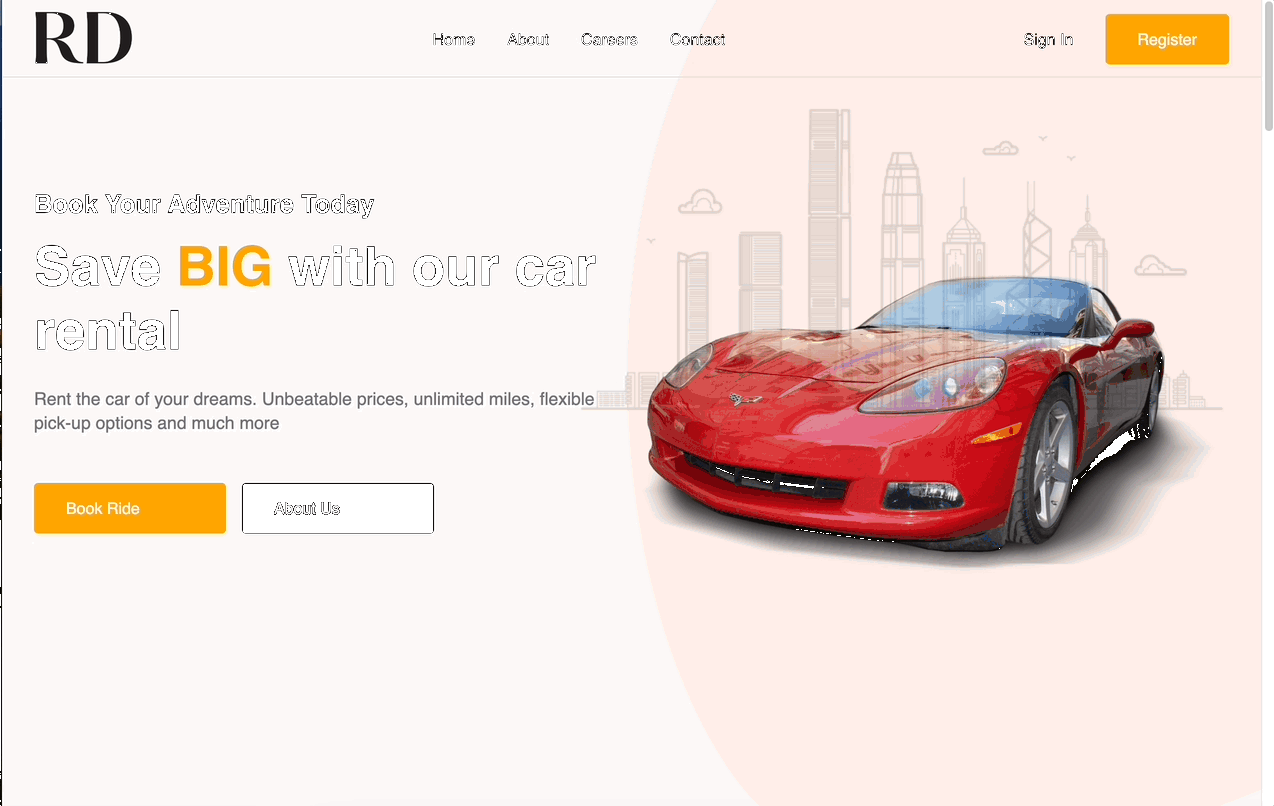 RD
Home About Careers Contact Sign In Register
Book Your Adventure Today
Save BIG with our car
rental
Rent the car of your dreams. Unbeatable prices, unlimited miles, flexible
pick-up options and much more
Book Ride About Us